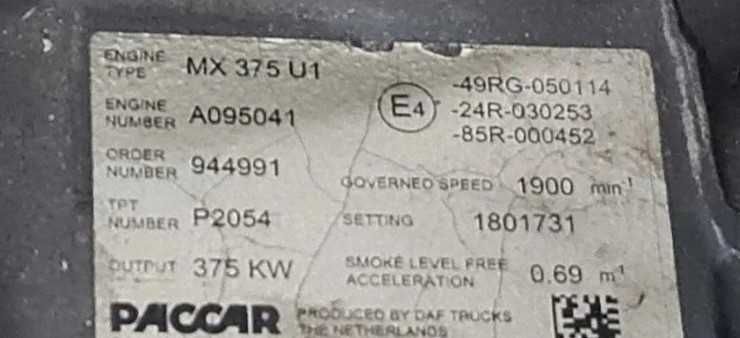 ENGINE TYPE MX 375 U1
ENGINE NUMBER A095041
ORDER NUMBER 944991
TPT NUMBER P2054
OUTPUT 375 KW
E4
-49RG-050114
-24R-030253
-85R-000452
GOVERNED SPEED 1900 min⁻¹
SETTING 1801731
SMOKE LEVEL FREE ACCELERATION 0.69 m⁻¹
PACCAR
PRODUCED BY DAF TRUCKS
THE NETHERLANDS